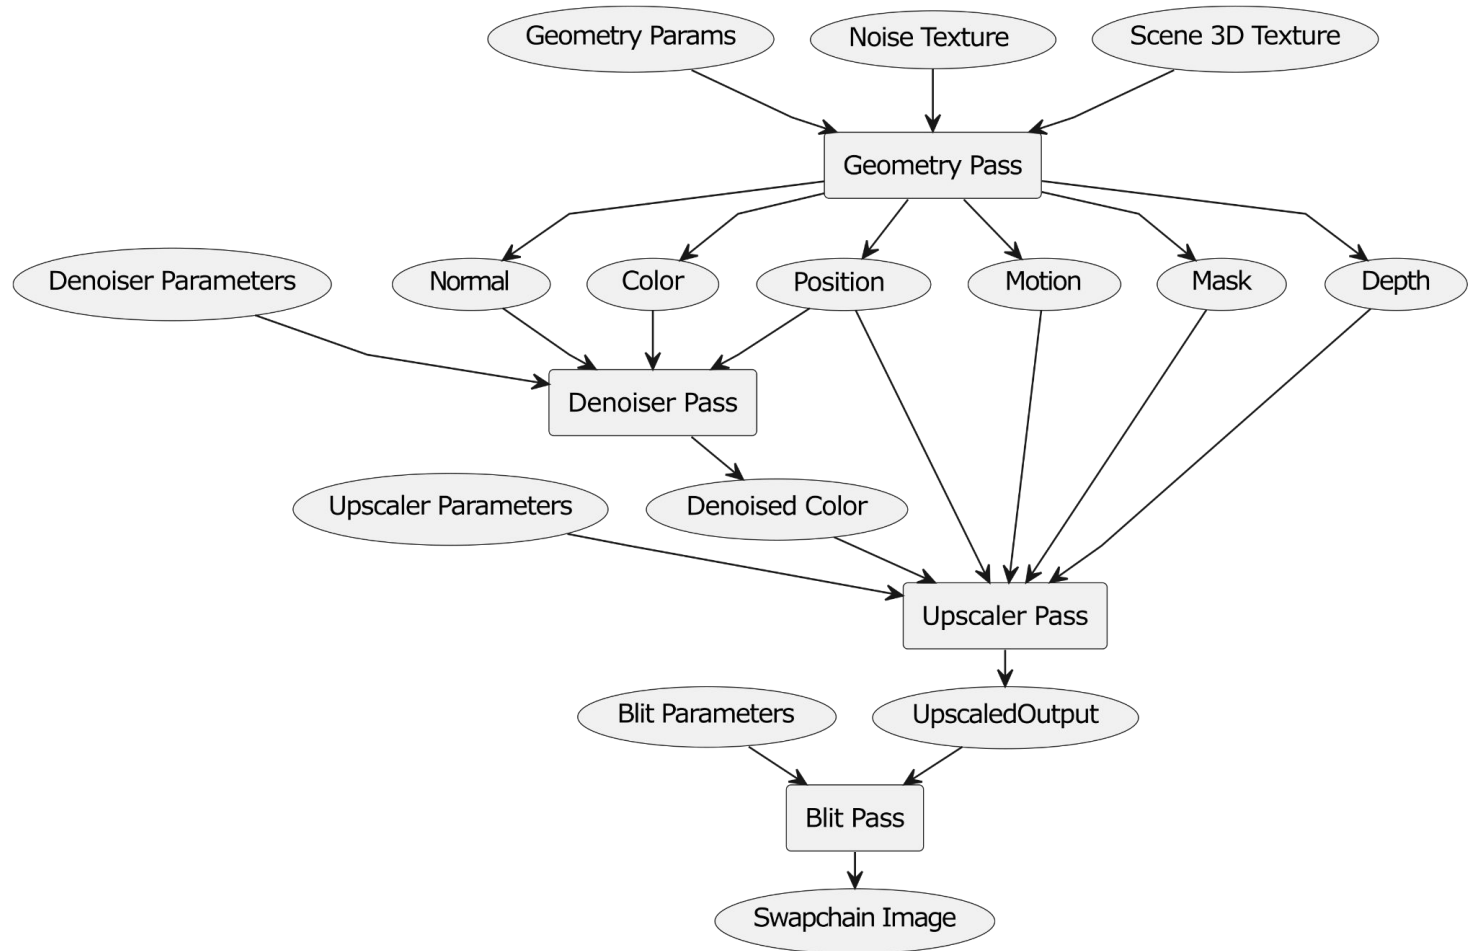 Geometry Params
Noise Texture
Scene 3D Texture
Geometry Pass
Denoiser Parameters
Normal
Color
Position
Motion
Mask
Depth
Denoiser Pass
Upscaler Parameters
Denoised Color
Upscaler Pass
Blit Parameters
UpscaledOutput
Blit Pass
Swapchain Image